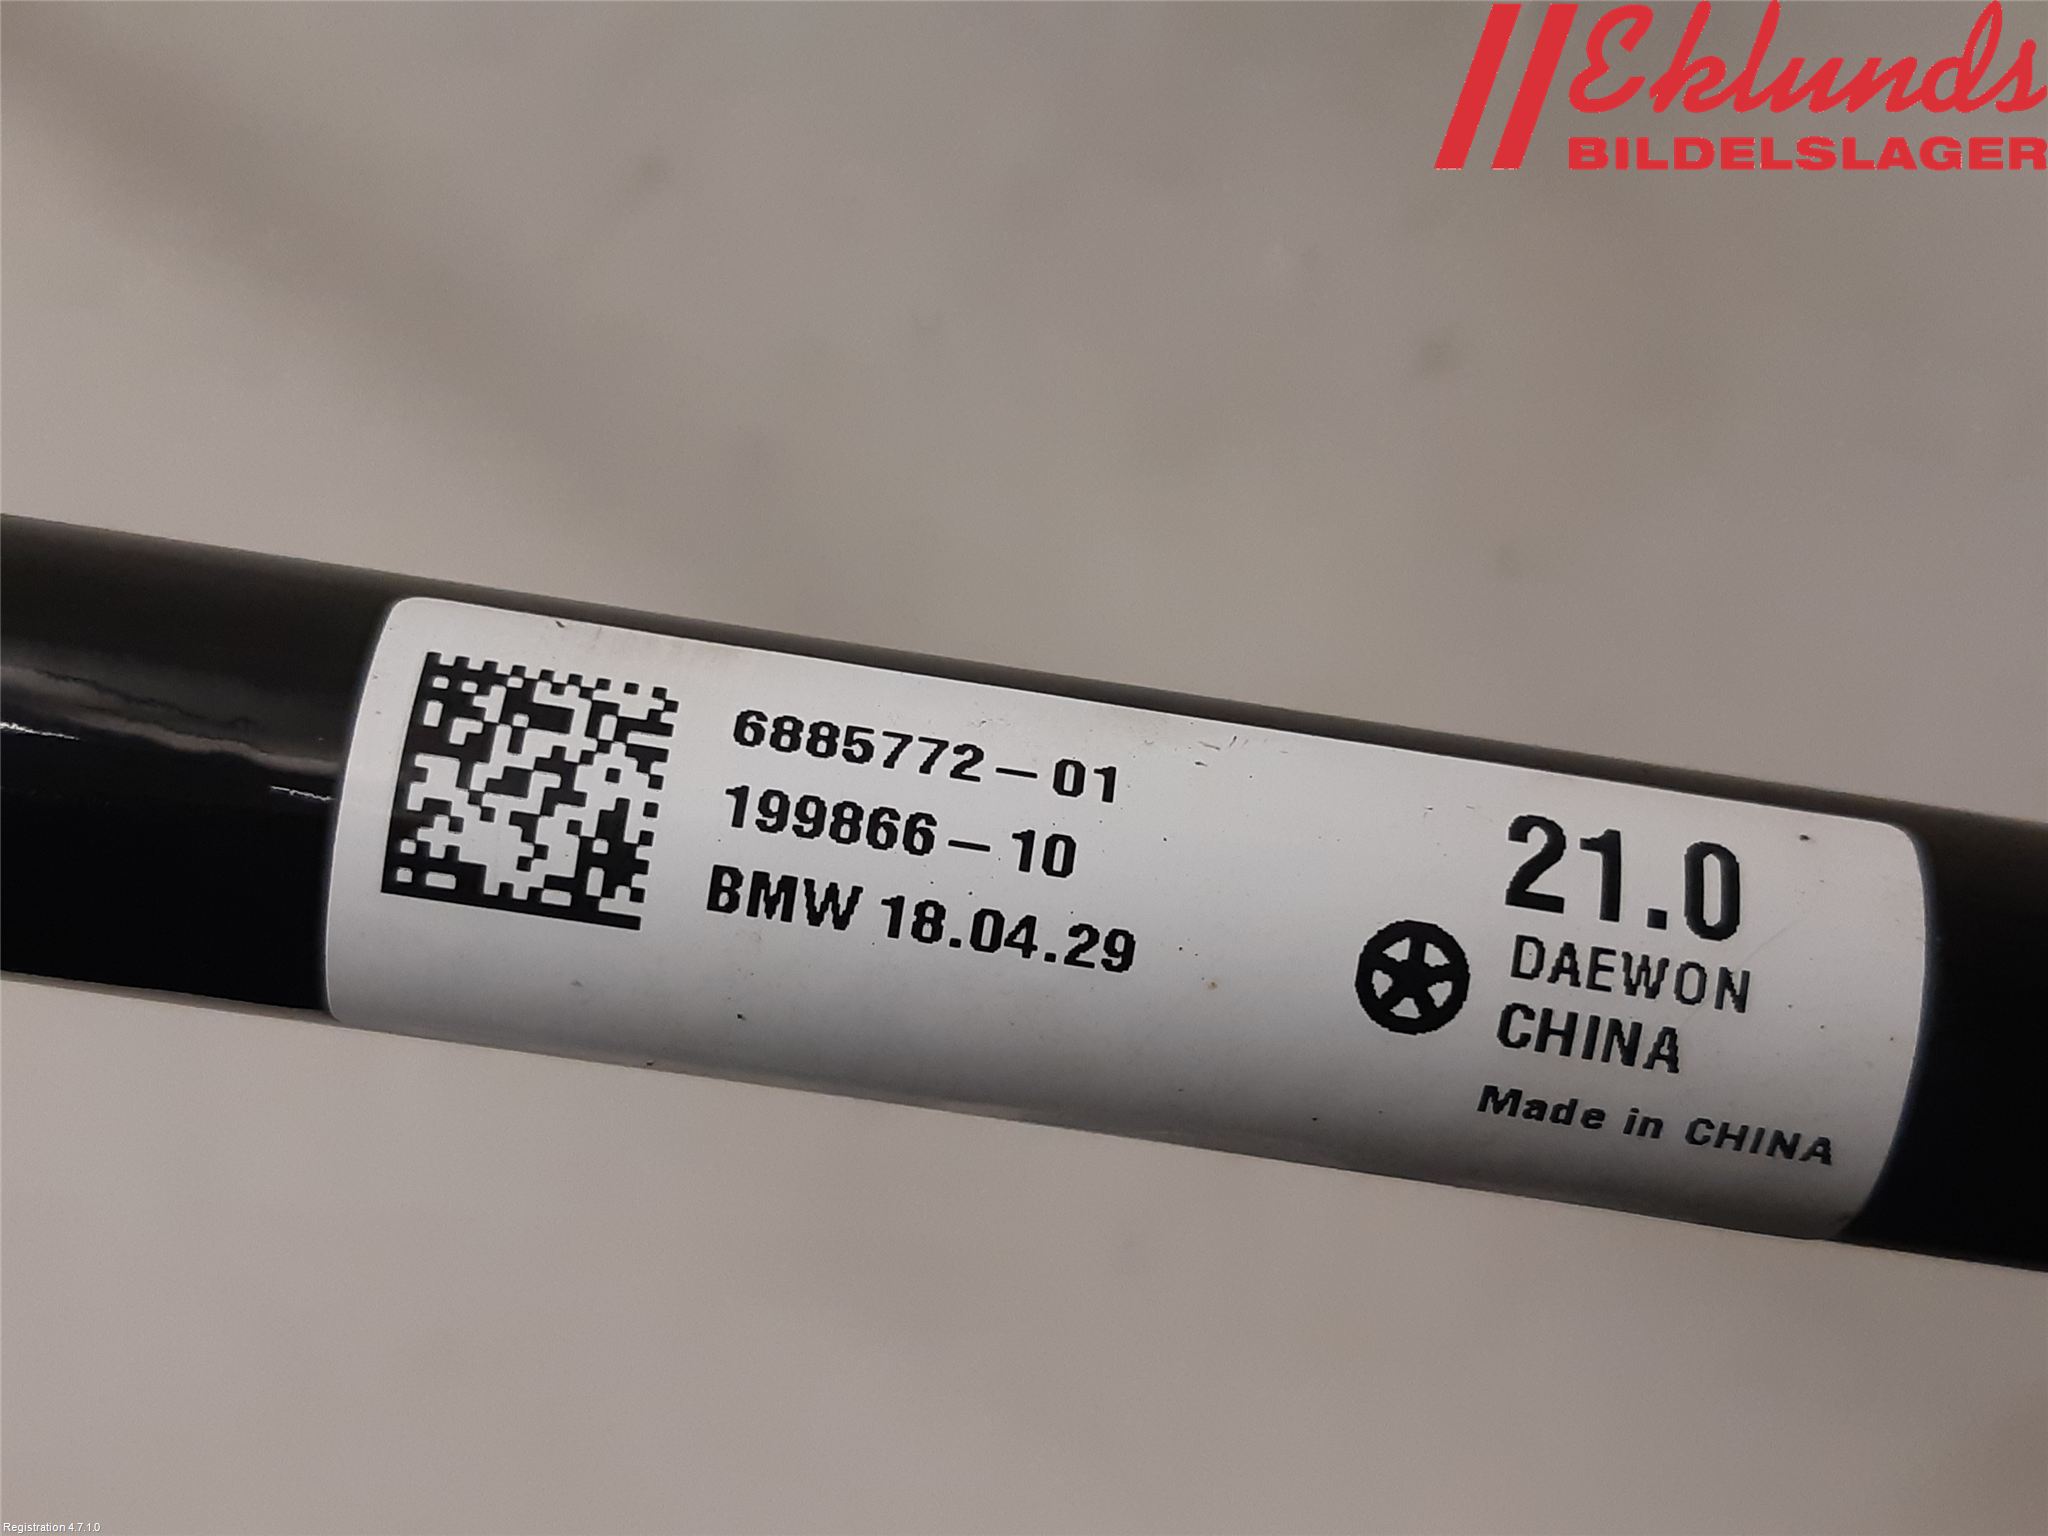 Eklunds
BILDELSLAGER
6885772-01
199866-10
BMW 18.04.29
21.0
DAEWON
CHINA
Made in CHINA
Registration 4.7.1.0